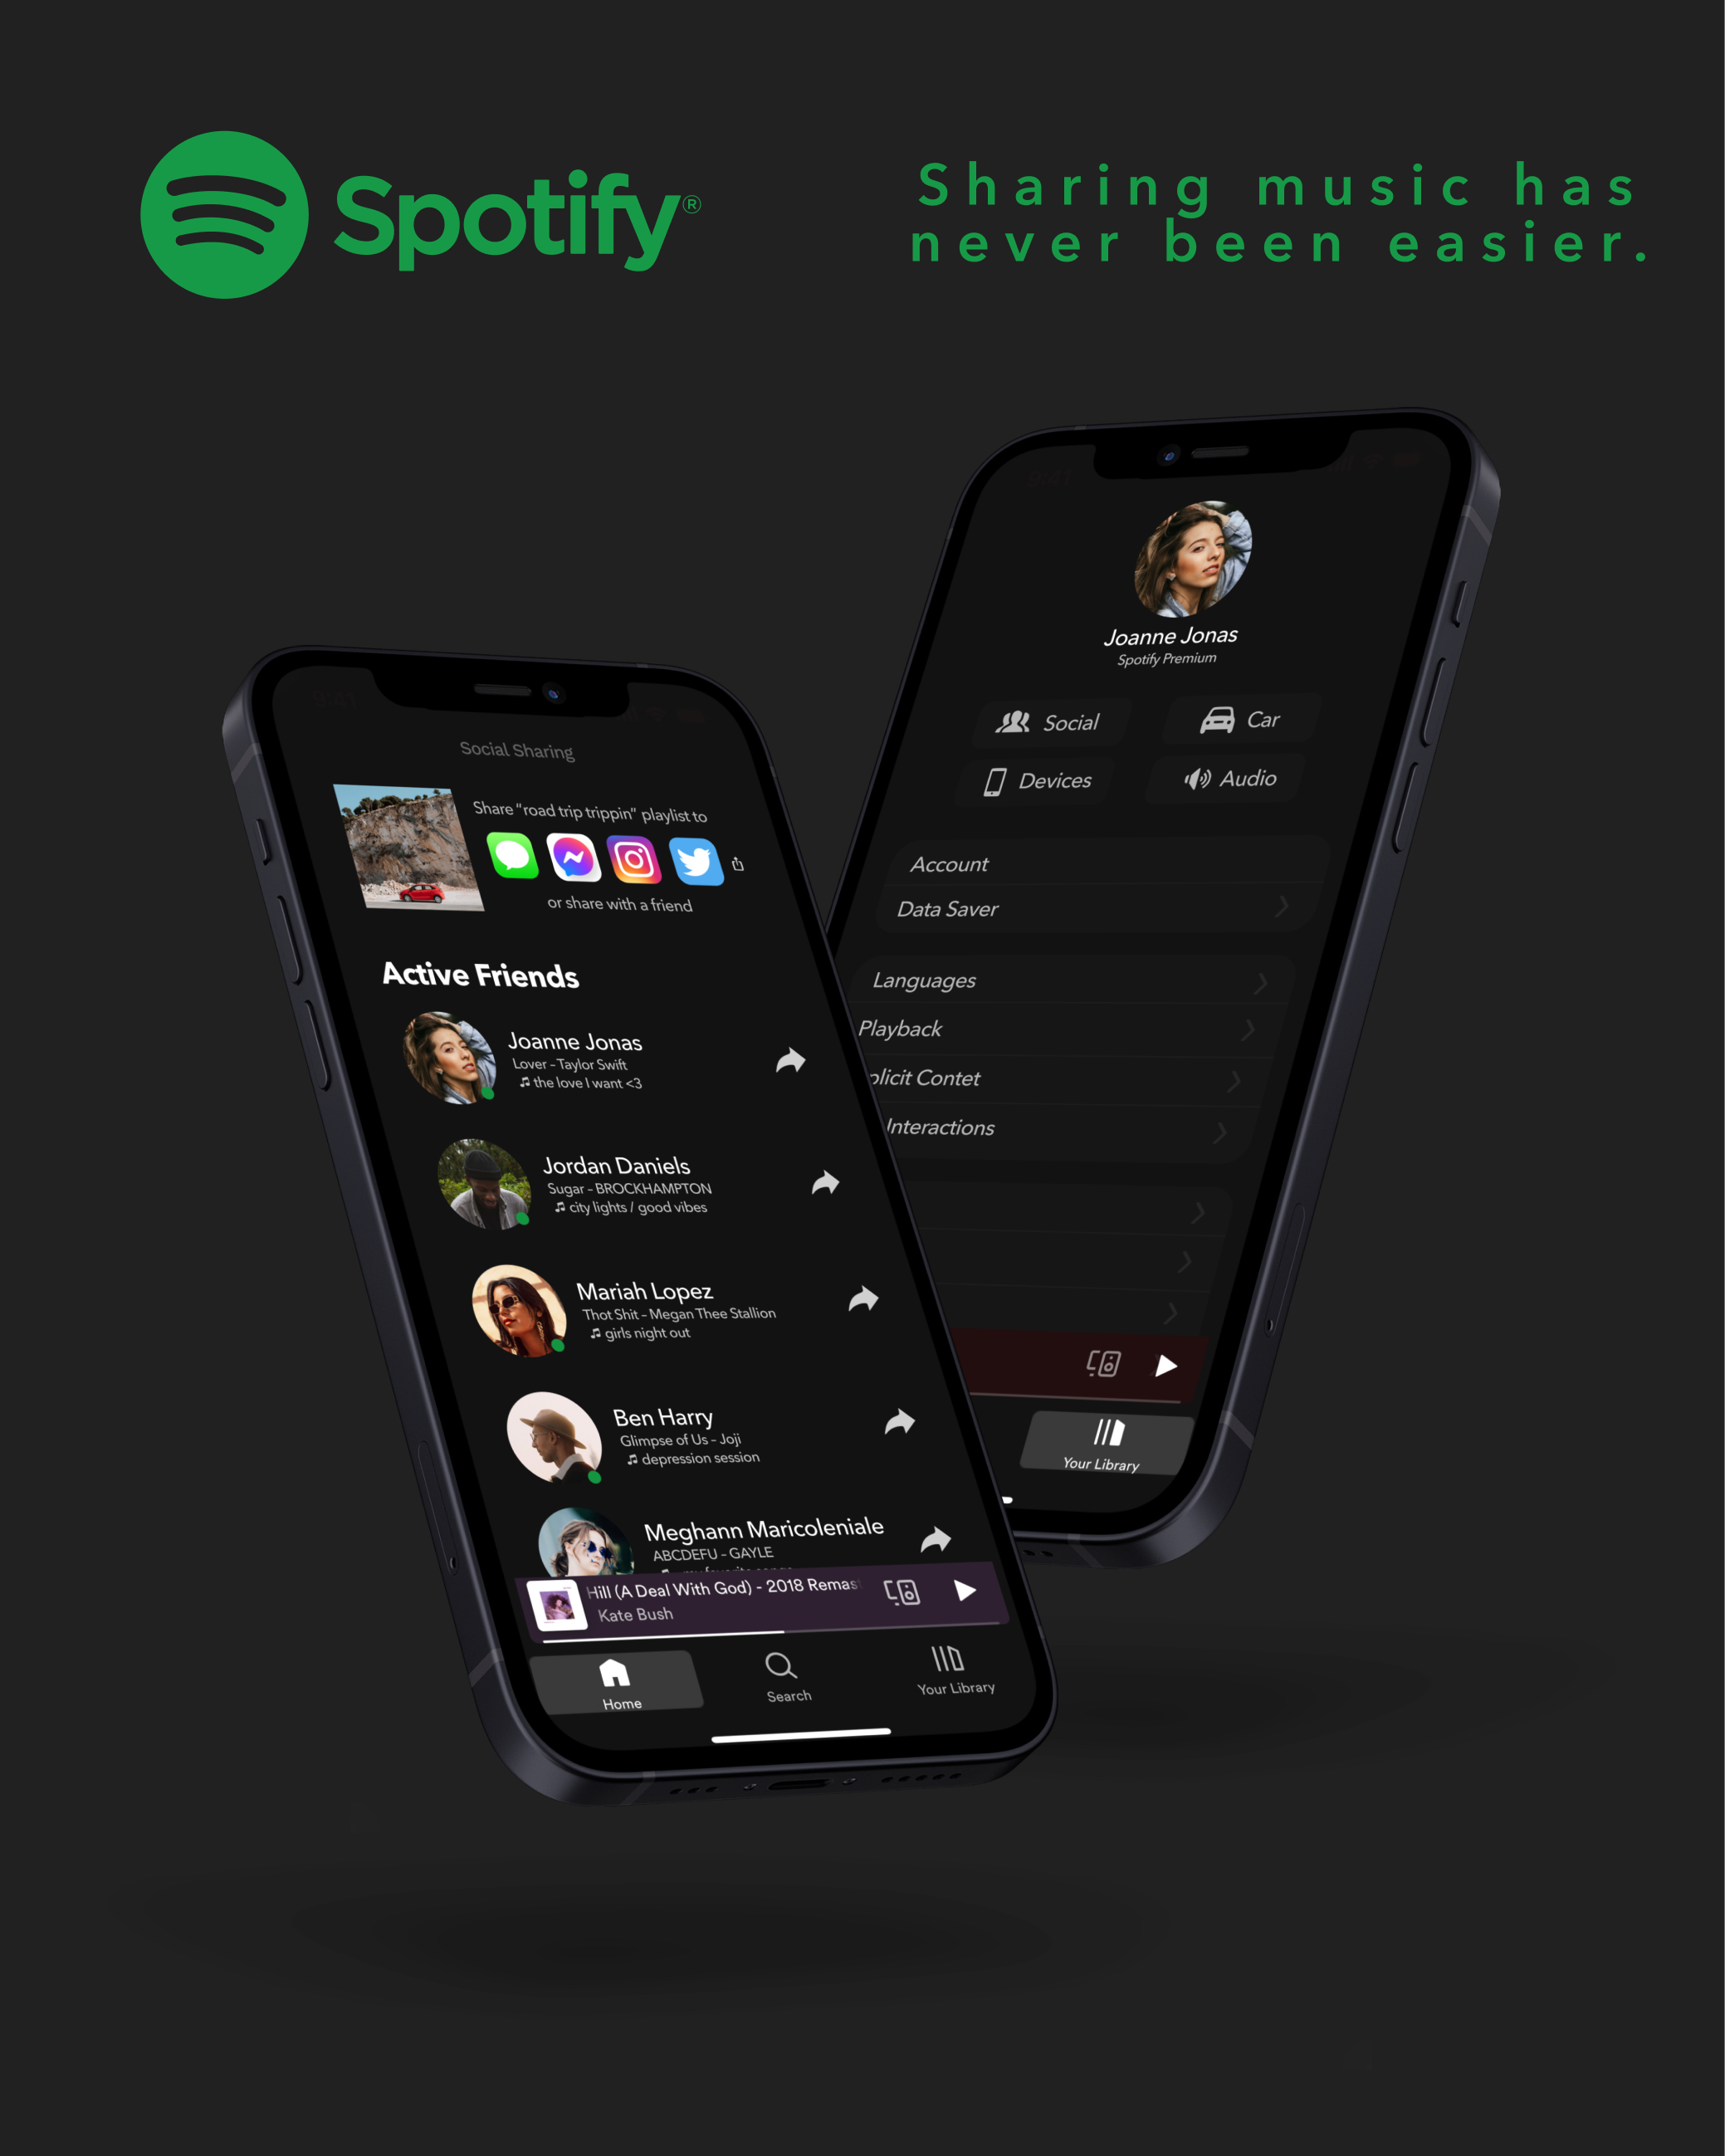 Spotify®
Sharing music has
never been easier.
9:41
Social Sharing
Share "road trip trippin" playlist to
or share with a friend
Active Friends
Joanne Jonas
Lover - Taylor Swift
the love I want <3
Jordan Daniels
Sugar - BROCKHAMPTON
city lights / good vibes
Mariah Lopez
Thot Shit - Megan Thee Stallion
girls night out
Ben Harry
Glimpse of Us - Joji
depression session
Meghann Maricoleniale
ABCDEFU - GAYLE
Hill (A Deal With God) - 2018 Remas
Kate Bush
Home
Search
Your Library
Joanne Jonas
Spotify Premium
Social
Car
Devices
Audio
Account
Data Saver
Languages
Playback
plicit Contet
Interactions
Your Library